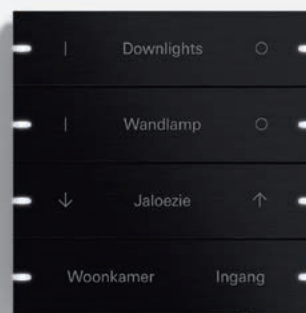 | Downlights O
| Wandlamp O
↓ Jaloezie ↑
Woonkamer Ingang